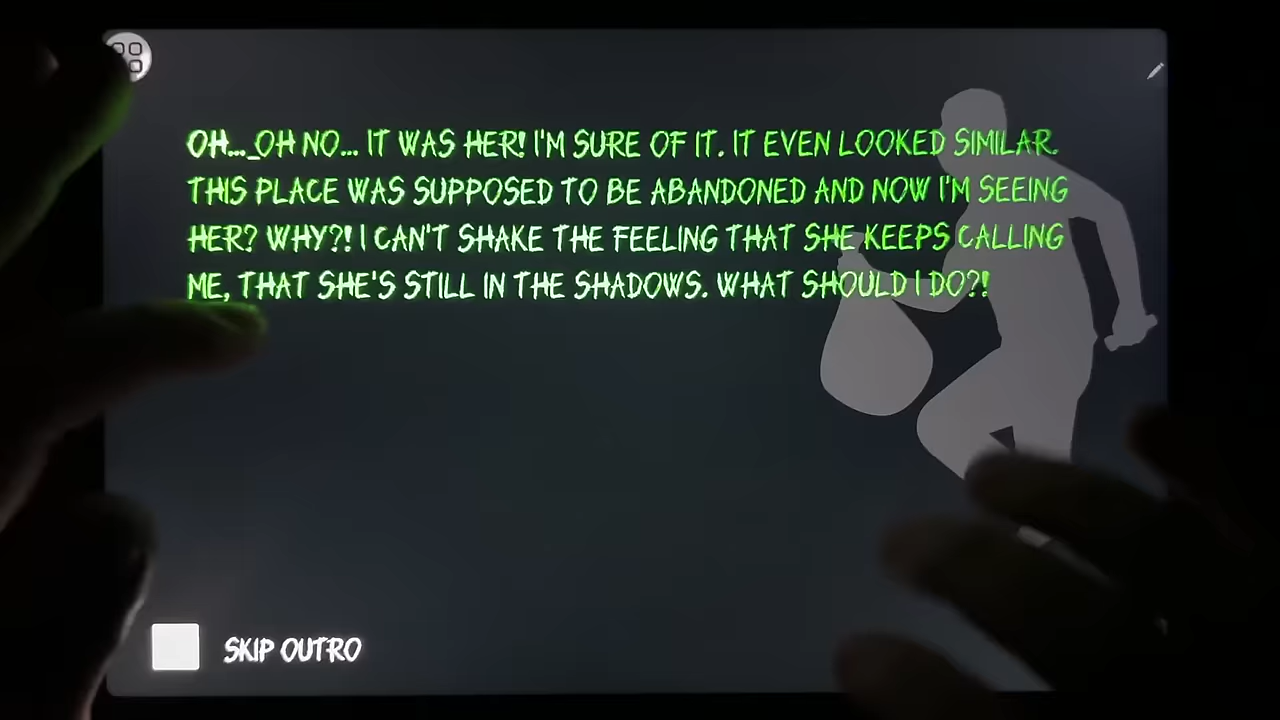 OH..._OH NO... IT WAS HER! I'M SURE OF IT. IT EVEN LOOKED SIMILAR.
THIS PLACE WAS SUPPOSED TO BE ABANDONED AND NOW I'M SEEING
HER? WHY?! I CAN'T SHAKE THE FEELING THAT SHE KEEPS CALLING
ME, THAT SHE'S STILL IN THE SHADOWS. WHAT SHOULD I DO?!
SKIP OUTRO